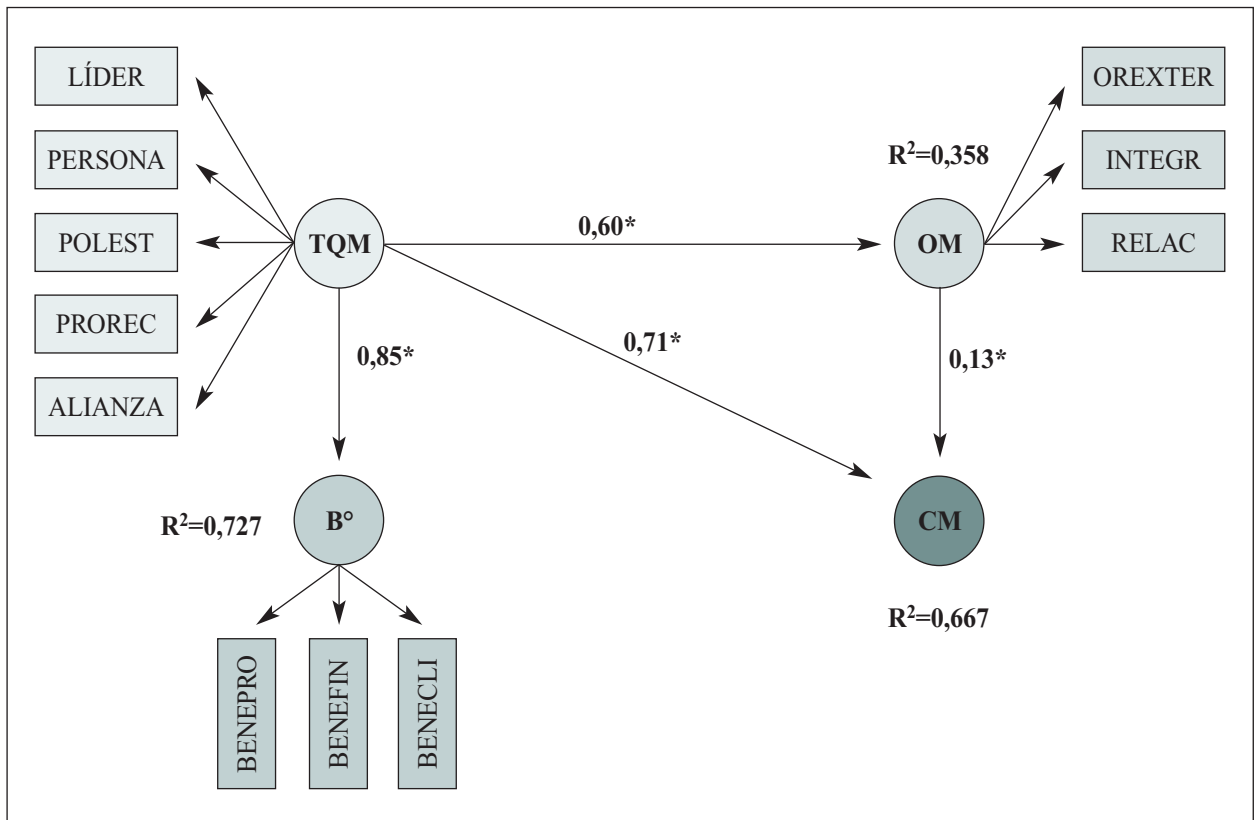 LÍDER
PERSONA
POLEST
PROREC
ALIANZA
TQM
0,60*
R²=0,358
OM
OREXTER
INTEGR
RELAC
0,85*
0,71*
0,13*
R²=0,727
B°
CM
R²=0,667
BENEPRO
BENEFIN
BENECLI